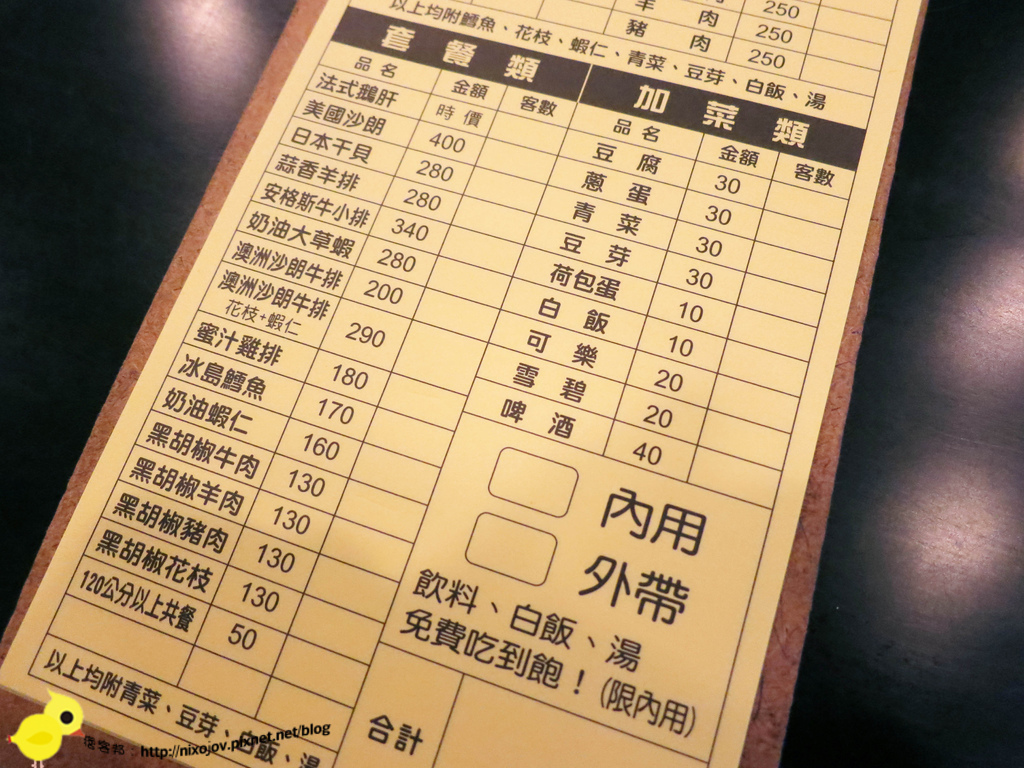 羊 肉 250
豬 肉 250
250
以上均附鱈魚、花枝、蝦仁、青菜、豆芽、白飯、湯
套餐類
品名 金額 客數
法式鵝肝 時價
美國沙朗 400
日本干貝 280
蒜香羊排 280
安格斯牛小排 340
奶油大草蝦 280
澳洲沙朗牛排 200
澳洲沙朗牛排 290
花枝+蝦仁
蜜汁雞排 180
冰島鱈魚 170
奶油蝦仁 160
黑胡椒牛肉 130
黑胡椒羊肉 130
黑胡椒豬肉 130
黑胡椒花枝 130
120公分以上共餐 50
以上均附青菜、豆芽、白飯、湯
加菜類
品名 金額 客數
豆腐 30
蔥蛋 30
青菜 30
豆芽 30
荷包蛋 10
白飯 10
可樂 20
雪碧 20
啤酒 40
內用
外帶
飲料、白飯、湯
免費吃到飽！(限內用)
合計
http://nixojov.pixnet.net/blog